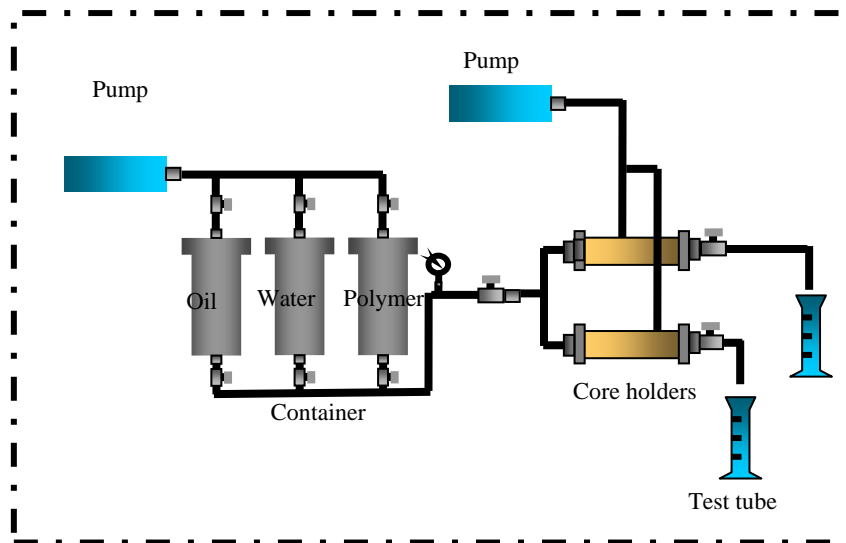 Pump
Pump
Oil
Water
Polymer
Container
Core holders
Test tube